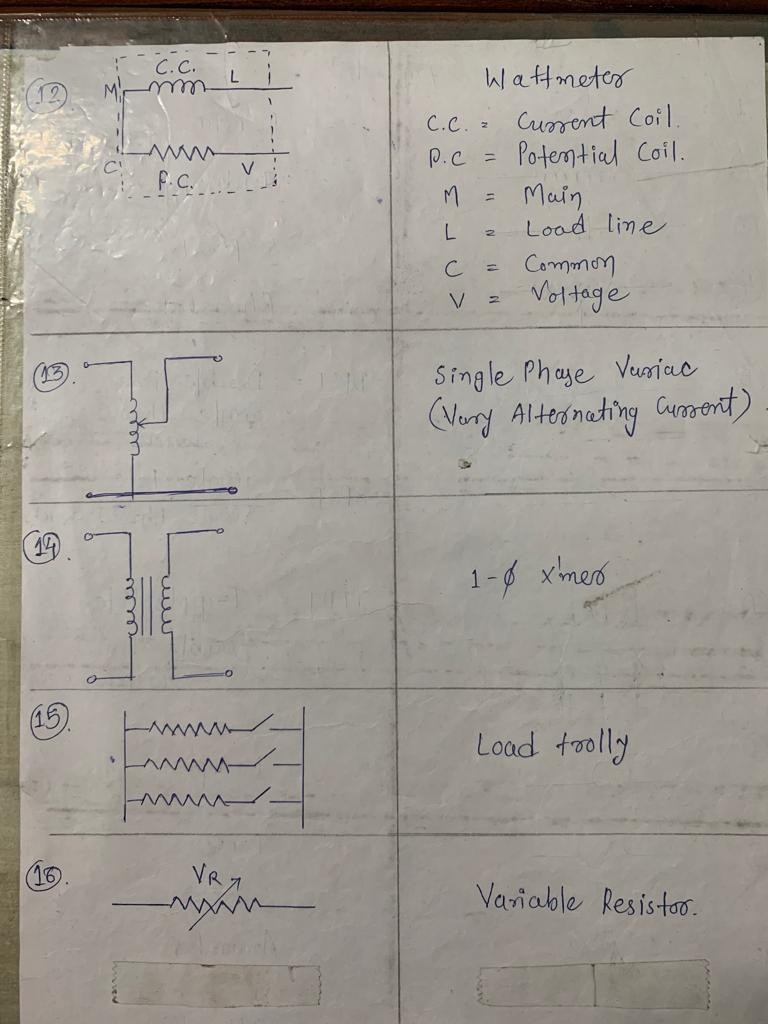 12.
C.C.
M
L
C
P.C.
V
Wattmeter
C.C. = Current Coil.
P.C = Potential Coil.
M = Main
L = Load line
C = Common
V = Voltage
13.
Single Phase Variac
(Vary Alternating Current)
14.
1-ϕ x'mer
15.
Load trolly
16.
VR
Variable Resistor.